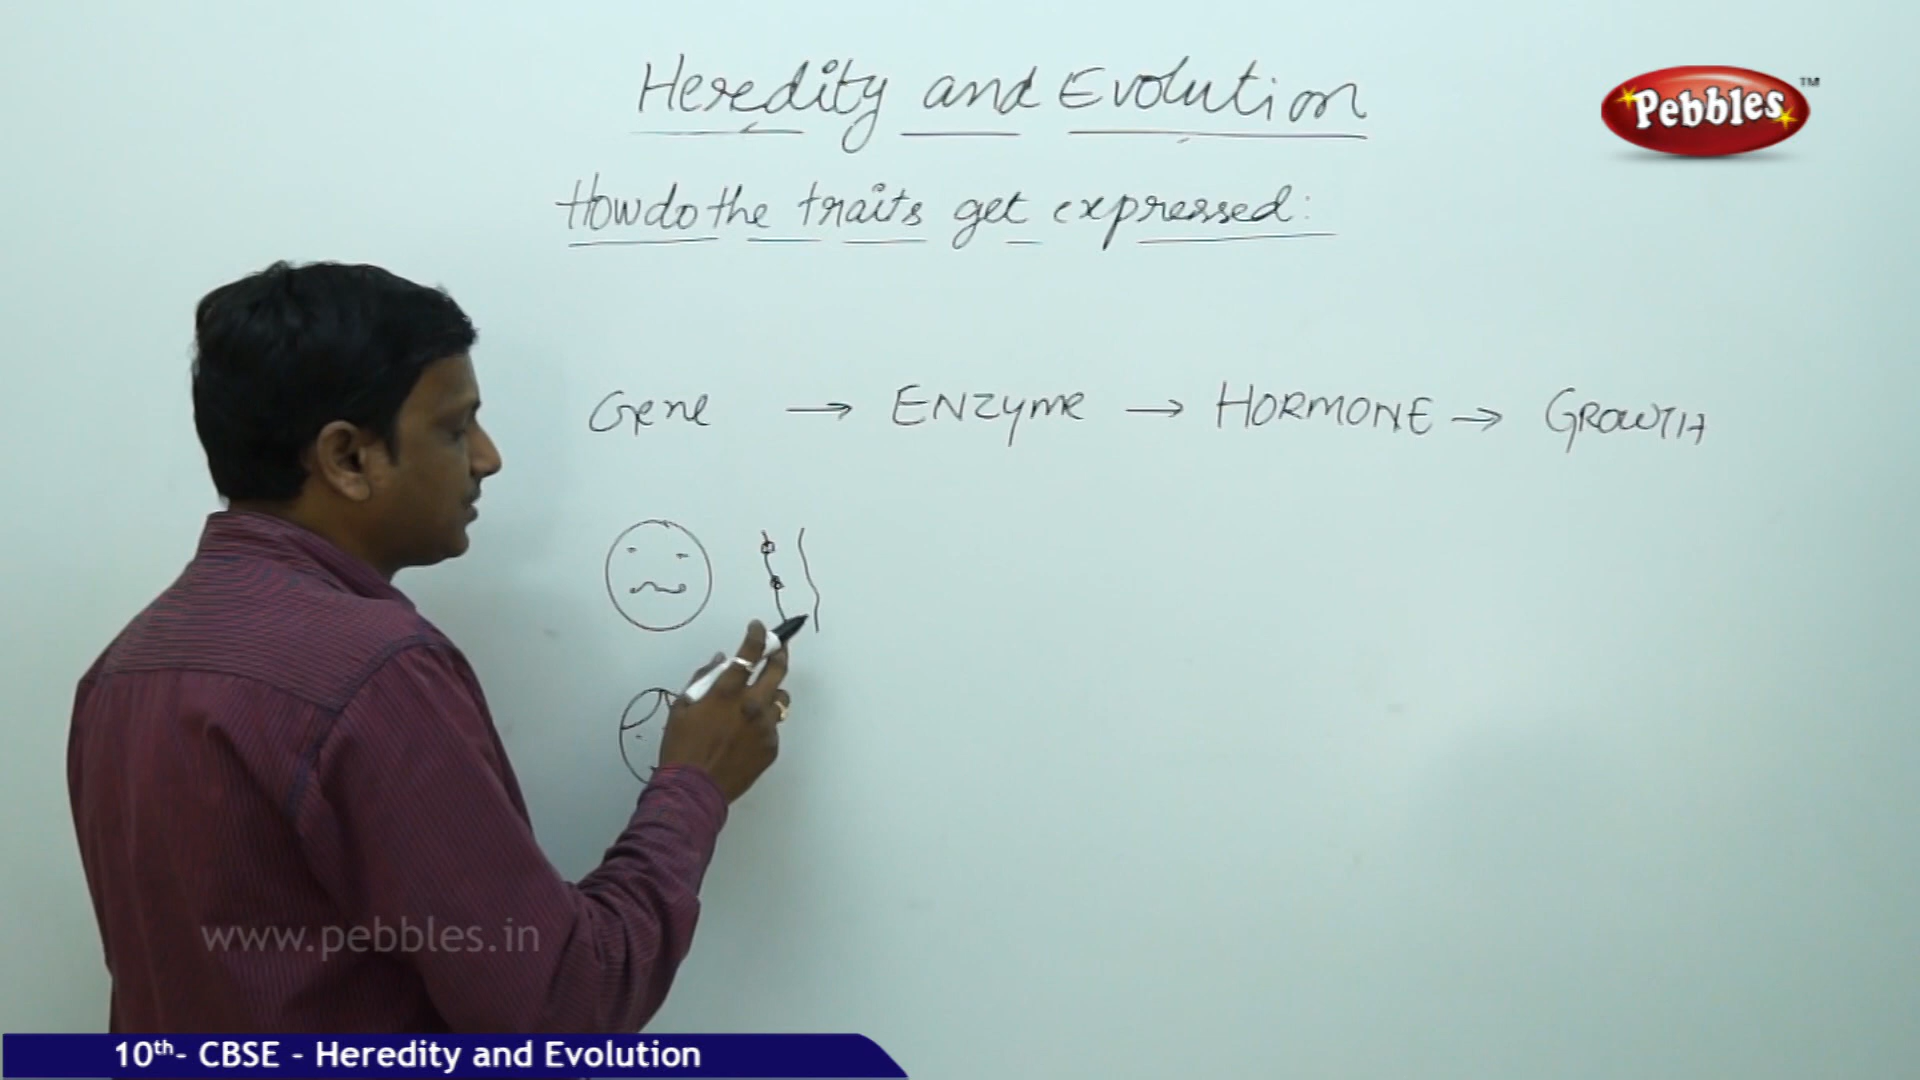 Heredity and Evolution
Pebbles™
How do the traits get expressed:
Gene → ENZyme → HORMONE → GROWTH
www.pebbles.in
10th- CBSE - Heredity and Evolution